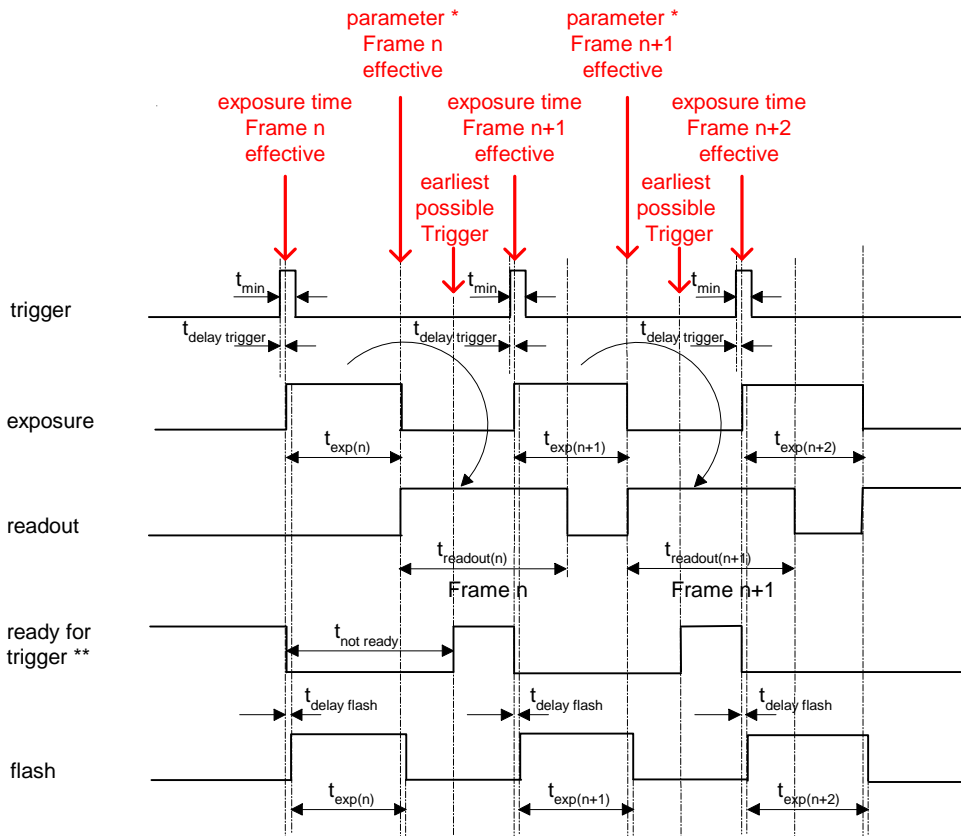 parameter *
Frame n
effective
parameter *
Frame n+1
effective
exposure time
Frame n
effective
exposure time
Frame n+1
effective
exposure time
Frame n+2
effective
earliest
possible
Trigger
earliest
possible
Trigger
trigger
tmin
tmin
tmin
tdelay trigger
tdelay trigger
tdelay trigger
exposure
texp(n)
texp(n+1)
texp(n+2)
readout
treadout(n)
treadout(n+1)
Frame n
Frame n+1
ready for
trigger **
tnot ready
tdelay flash
tdelay flash
tdelay flash
flash
texp(n)
texp(n+1)
texp(n+2)